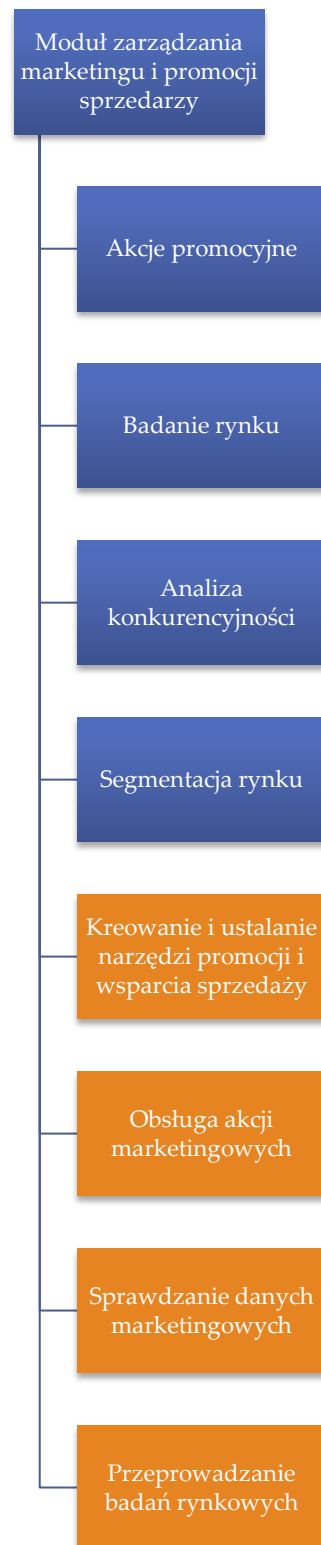 Moduł zarządzania
marketingu i promocji
sprzedarzy
Akcje promocyjne
Badanie rynku
Analiza
konkurencyjności
Segmentacja rynku
Kreowanie i ustalanie
narzędzi promocji i
wsparcia sprzedaży
Obsługa akcji
marketingowych
Sprawdzanie danych
marketingowych
Przeprowadzanie
badań rynkowych